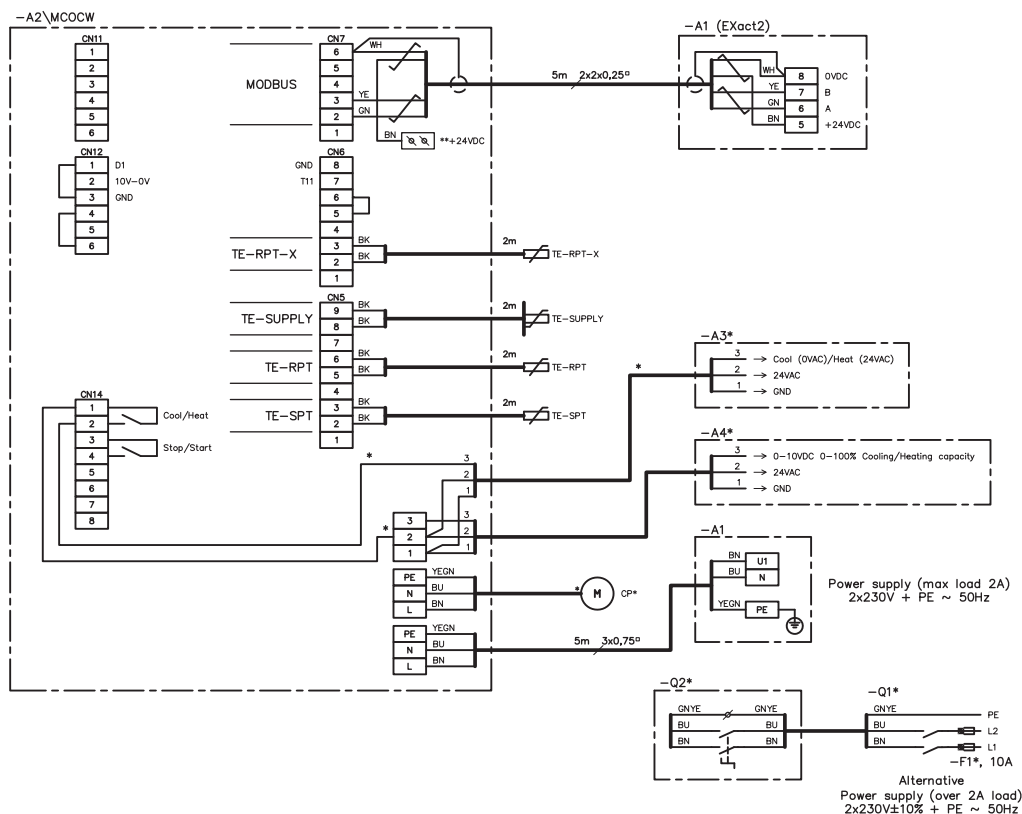 -A2\MCOCW
CN11
1
2
3
4
5
6
MODBUS
CN7
6
5
4
3
2
1
WH
YE
GN
BN
**+24VDC
5m 2x2x0,25¤
-A1 (EXact2)
WH
YE
GN
BN
8 0VDC
7 B
6 A
5 +24VDC
CN12
1 D1
2 10V-0V
3 GND
4
5
6
CN6
GND 8
T11 7
6
5
4
3 BK
2 BK
1
TE-RPT-X
2m
TE-RPT-X
CN5
9 BK
8 BK
7
6 BK
5 BK
4
3 BK
2 BK
1
TE-SUPPLY
2m
TE-SUPPLY
TE-RPT
2m
TE-RPT
TE-SPT
2m
TE-SPT
CN14
1
2
3
4
5
6
7
8
Cool/Heat
Stop/Start
*
3
2
1
*
-A3*
3 Cool (0VAC)/Heat (24VAC)
2 24VAC
1 GND
-A4*
3 0-10VDC 0-100% Cooling/Heating capacity
2 24VAC
1 GND
*
3 3
2 2
1 1
PE YEGN
N BU
L BN
*
M
CP*
PE YEGN
N BU
L BN
5m 3x0,75¤
-A1
BN U1
BU N
YEGN PE
Power supply (max load 2A)
2x230V + PE ~ 50Hz
-Q2*
GNYE GNYE
BU BU
BN BN
-Q1*
GNYE PE
BU L2
BN L1
-F1*, 10A
Alternative
Power supply (over 2A load)
2x230V±10% + PE ~ 50Hz